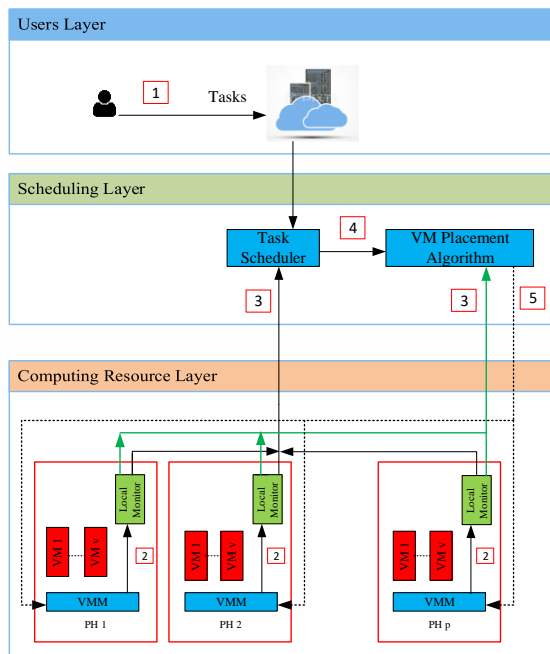 Users Layer
1
Tasks
Scheduling Layer
Task
Scheduler
4
VM Placement
Algorithm
3
3
5
Computing Resource Layer
Local
Monitor
Local
Monitor
Local
Monitor
VM 1
VM v
2
VM 1
VM v
2
VM 1
VM v
2
VMM
VMM
VMM
PH 1
PH 2
PH p